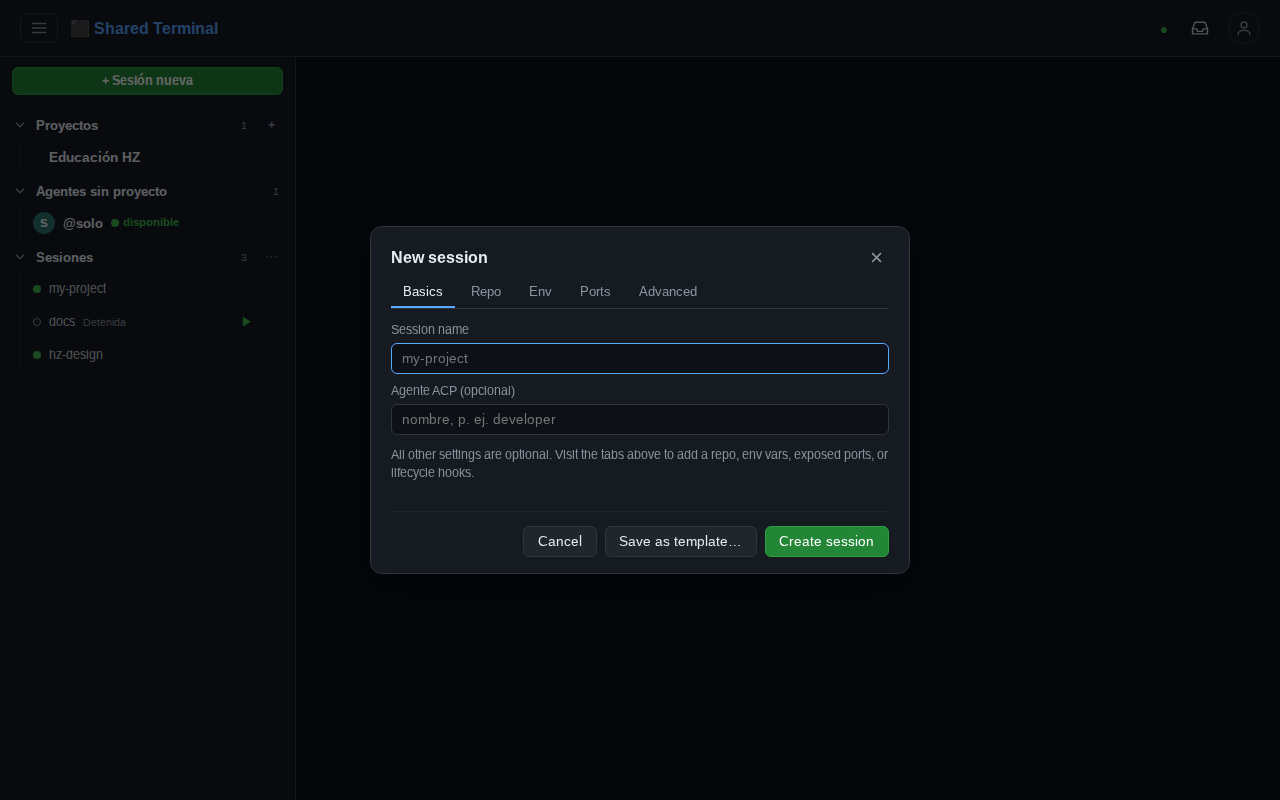 Shared Terminal
+ Sesión nueva
Proyectos 1 +
Educación HZ
Agentes sin proyecto 1
S @solo disponible
Sesiones 3 ...
my-project
docs Detenida
hz-design
New session
Basics Repo Env Ports Advanced
Session name
my-project
Agente ACP (opcional)
nombre, p. ej. developer
All other settings are optional. Visit the tabs above to add a repo, env vars, exposed ports, or
lifecycle hooks.
Cancel Save as template… Create session